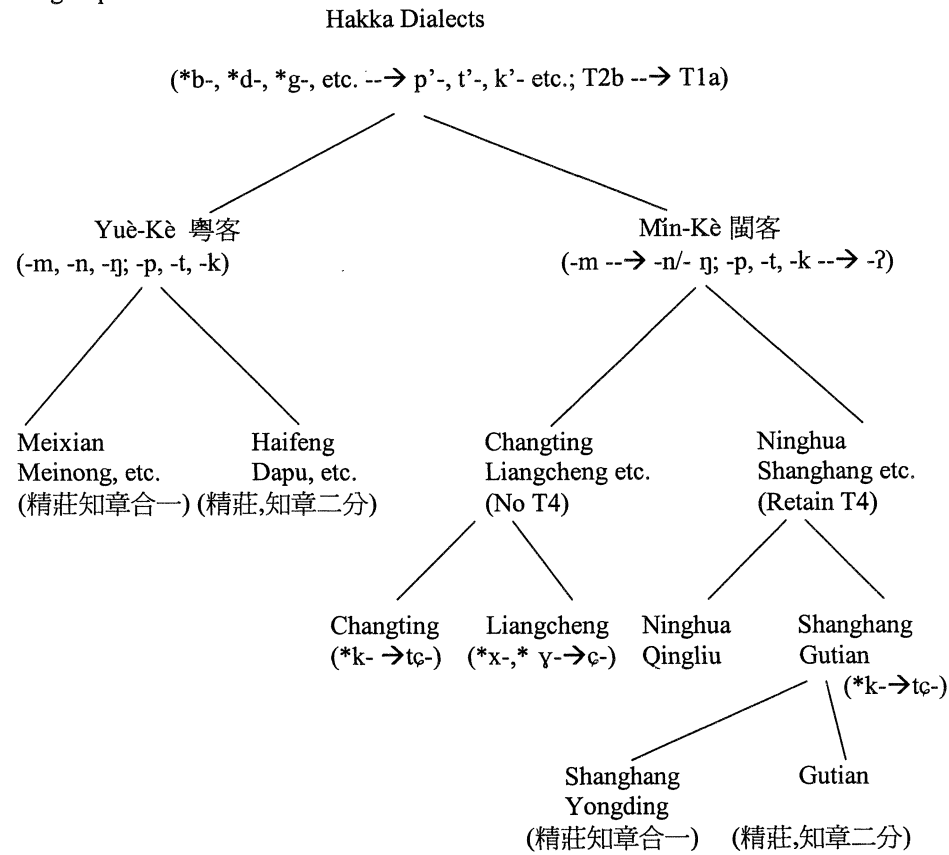 Hakka Dialects
(*b-, *d-, *g-, etc. --→ p’-, t’-, k’- etc.; T2b --→ T1a)
Yuè-Kè 粵客
(-m, -n, -ŋ; -p, -t, -k)
Mǐn-Kè 閩客
(-m --→ -n/- ŋ; -p, -t, -k --→ -ʔ)
Meixian
Meinong, etc.
(精莊知章合一)
Haifeng
Dapu, etc.
(精莊,知章二分)
Changting
Liangcheng etc.
(No T4)
Ninghua
Shanghang etc.
(Retain T4)
Changting
(*k- →tɕ-)
Liangcheng
(*x-,* ɣ-→ɕ-)
Ninghua
Qingliu
Shanghang
Gutian
(*k-→tɕ-)
Shanghang
Yongding
(精莊知章合一)
Gutian
(精莊,知章二分)